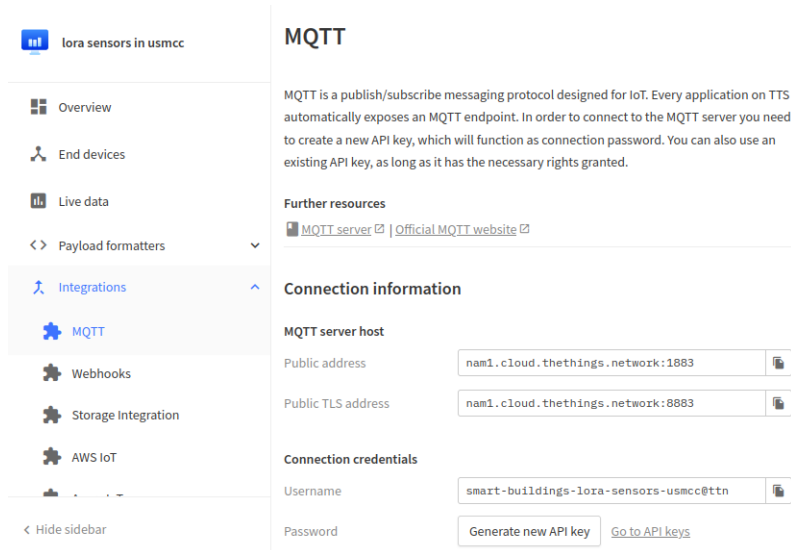 lora sensors in usmcc
Overview
End devices
Live data
Payload formatters
Integrations
MQTT
Webhooks
Storage Integration
AWS IoT
Hide sidebar
MQTT
MQTT is a publish/subscribe messaging protocol designed for IoT. Every application on TTS
automatically exposes an MQTT endpoint. In order to connect to the MQTT server you need
to create a new API key, which will function as connection password. You can also use an
existing API key, as long as it has the necessary rights granted.
Further resources
MQTT server | Official MQTT website
Connection information
MQTT server host
Public address nam1.cloud.thethings.network:1883
Public TLS address nam1.cloud.thethings.network:8883
Connection credentials
Username smart-buildings-lora-sensors-usmcc@ttn
Password Generate new API key Go to API keys